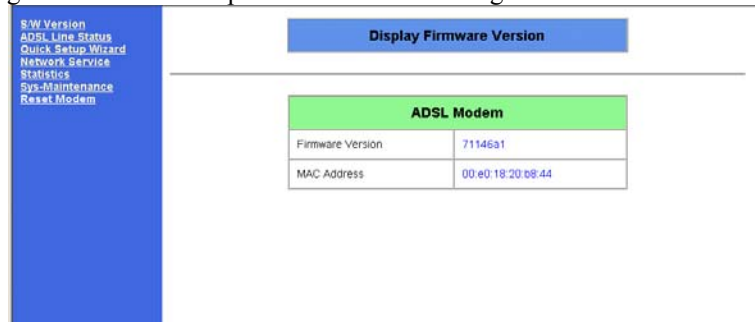 S/W Version
ADSL Line Status
Quick Setup Wizard
Network Service
Statistics
Sys-Maintenance
Reset Modem
Display Firmware Version
ADSL Modem
Firmware Version 71146a1
MAC Address 00:e0:18:20:b8:44